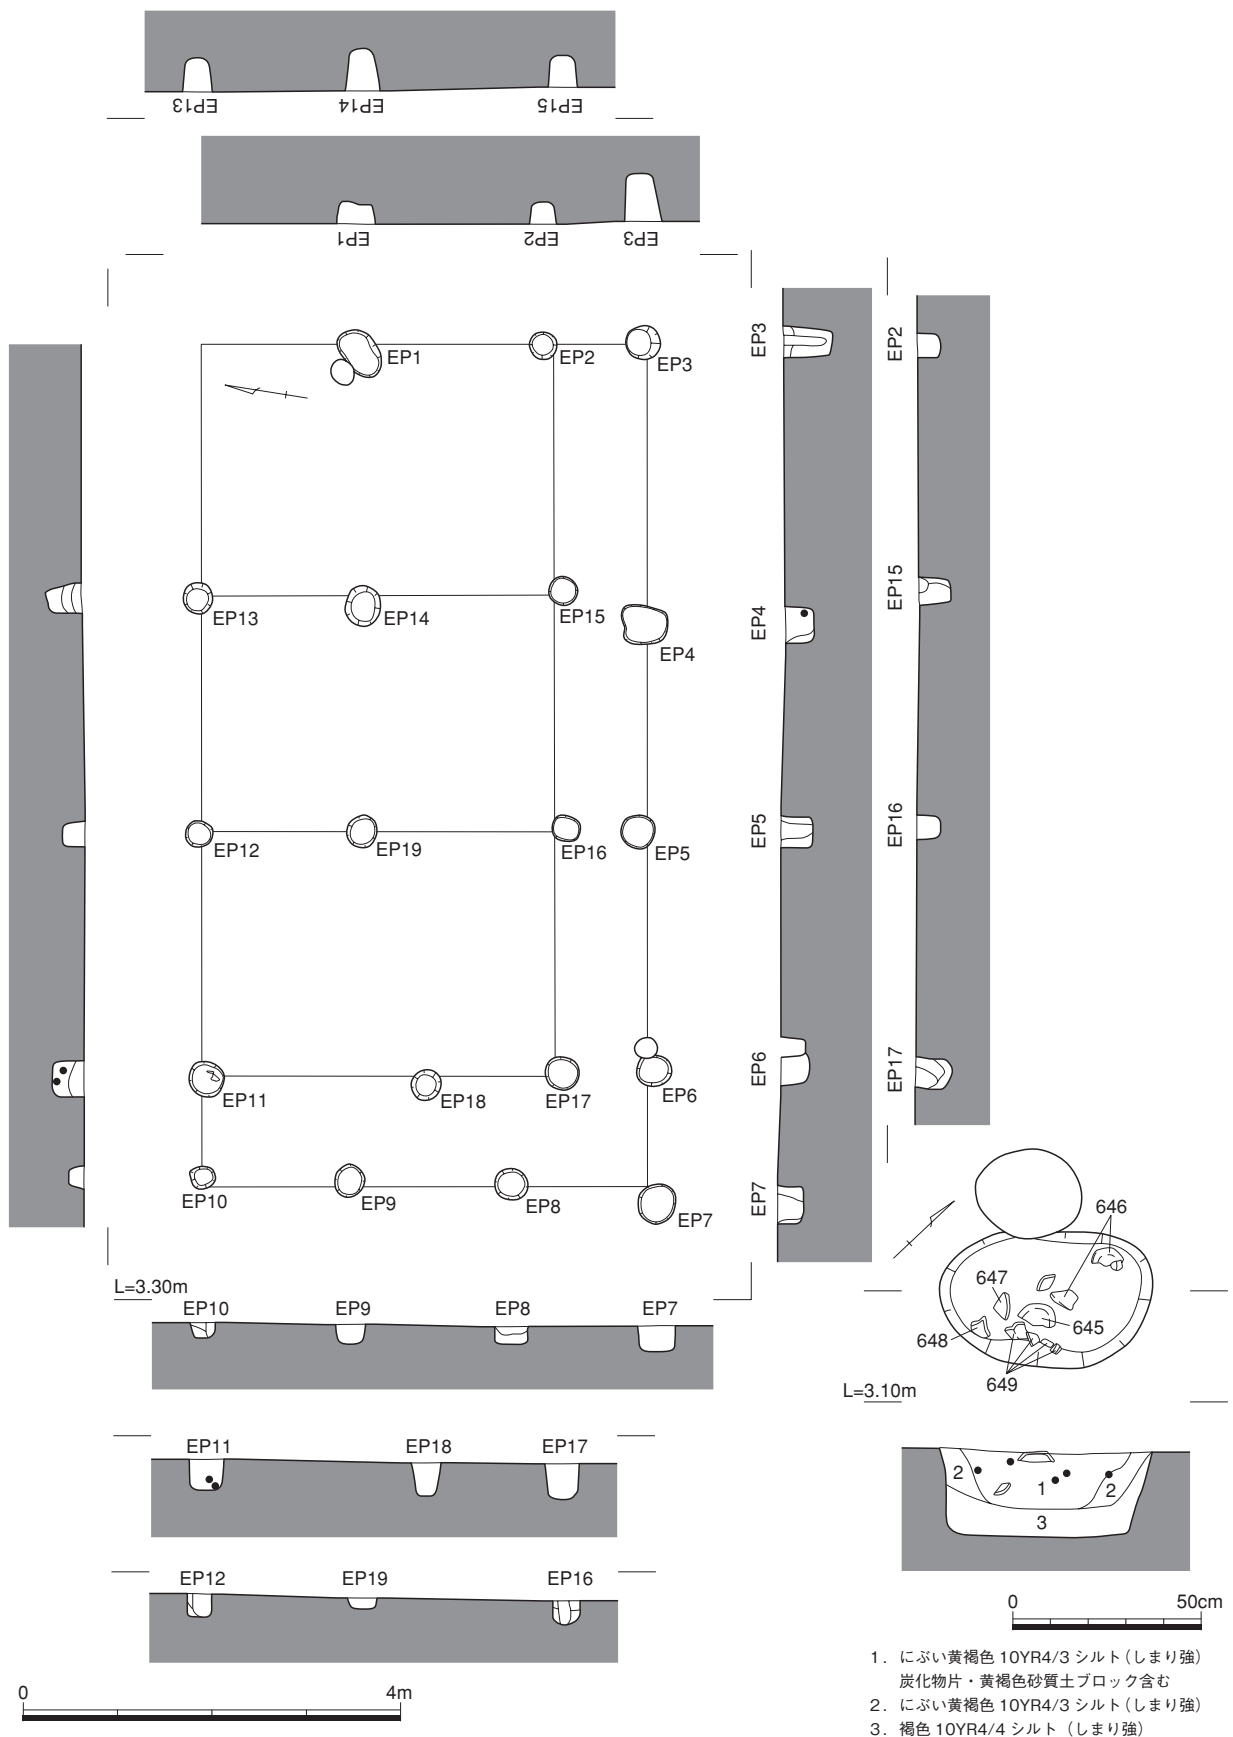 EP13 EP14 EP15
EP1 EP2 EP3
EP3 EP2
EP1 EP2 EP3
EP15
EP13 EP14 EP15
EP4
EP4
EP16
EP5
EP12 EP19 EP16 EP5
EP17
EP6
EP11 EP18 EP17 EP6
EP7
EP10 EP9 EP8 EP7
646
647
645
648
649
L=3.30m
EP10 EP9 EP8 EP7
L=3.10m
EP11 EP18 EP17
2 1 2
3
EP12 EP19 EP16
0 50cm
1. にぶい黄褐色 10YR4/3 シルト（しまり強）
炭化物片・黄褐色砂質土ブロック含む
2. にぶい黄褐色 10YR4/3 シルト（しまり強）
3. 褐色 10YR4/4 シルト（しまり強）
0 4m